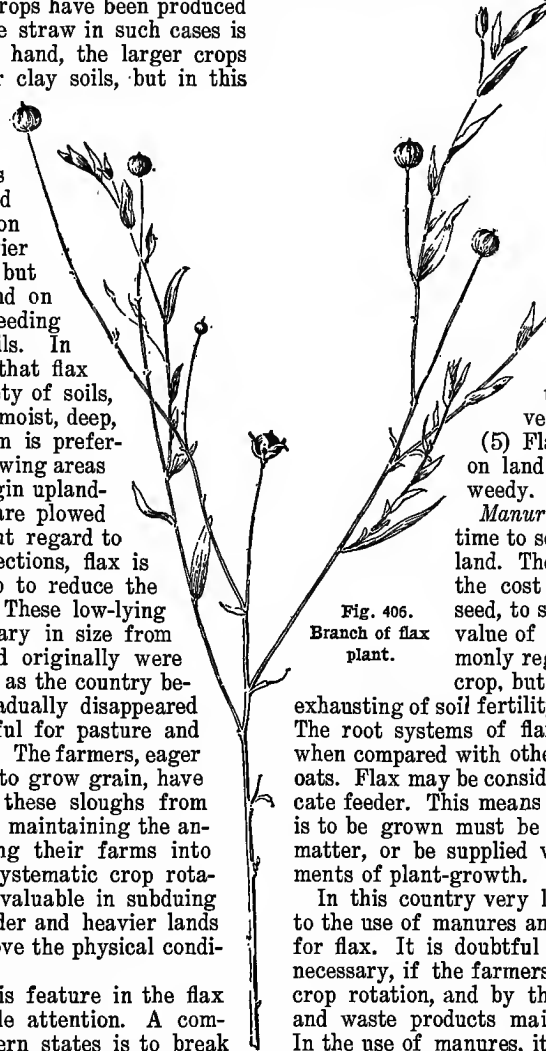 rops have been produced
e straw in such cases is
hand, the larger crops
r clay soils, but in this
s
d
on
ier
but
nd on
eeding
ls. In
that flax
ty of soils,
moist, deep,
m is prefer-
wing areas
gin upland-
are plowed
nt regard to
ections, flax is
p to reduce the
These low-lying
ary in size from
d originally were
as the country be-
adually disappeared
ful for pasture and
The farmers, eager
to grow grain, have
these sloughs from
maintaining the an-
ng their farms into
ystematic crop rota-
valuable in subduing
der and heavier lands
ove the physical condi-
is feature in the flax
le attention. A com-
ern states is to break
Fig. 406.
Branch of flax
plant.
ve
(5) Fla
on land
weedy.
Manur
time to so
land. The
the cost
seed, to s
value of
monly reg
crop, but
exhausting of soil fertilit
The root systems of flax
when compared with othe
oats. Flax may be consid
cate feeder. This means
is to be grown must be
matter, or be supplied v
ments of plant-growth.
In this country very l
to the use of manures an
for flax. It is doubtful
necessary, if the farmers
crop rotation, and by th
and waste products mai
In the use of manures, it